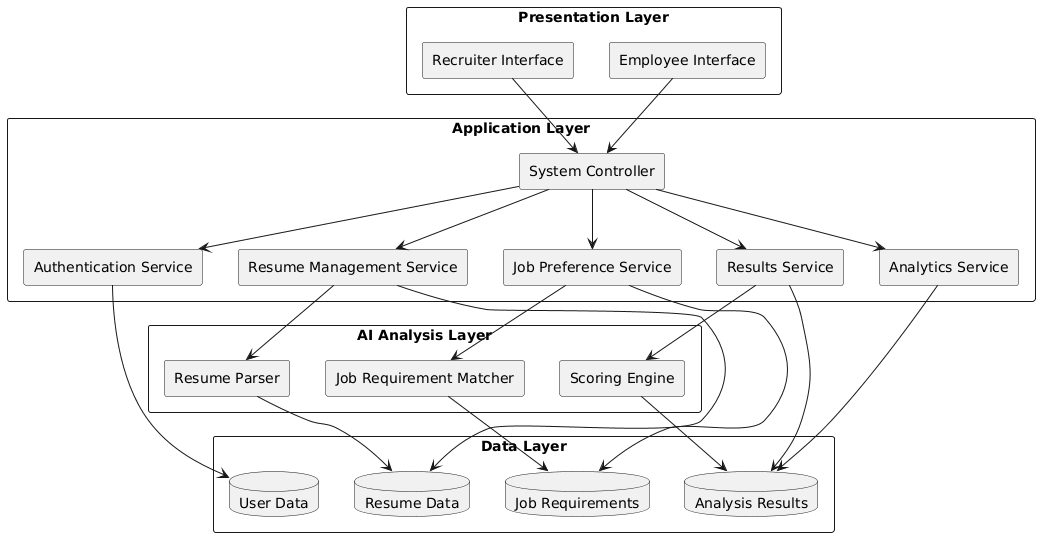 Presentation Layer
Recruiter Interface
Employee Interface
Application Layer
System Controller
Authentication Service
Resume Management Service
Job Preference Service
Results Service
Analytics Service
AI Analysis Layer
Resume Parser
Job Requirement Matcher
Scoring Engine
Data Layer
User Data
Resume Data
Job Requirements
Analysis Results